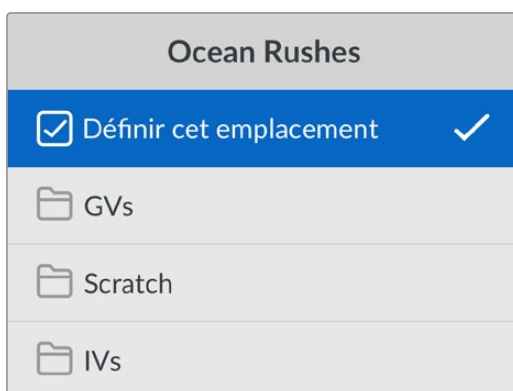 Ocean Rushes
Définir cet emplacement
GVs
Scratch
IVs